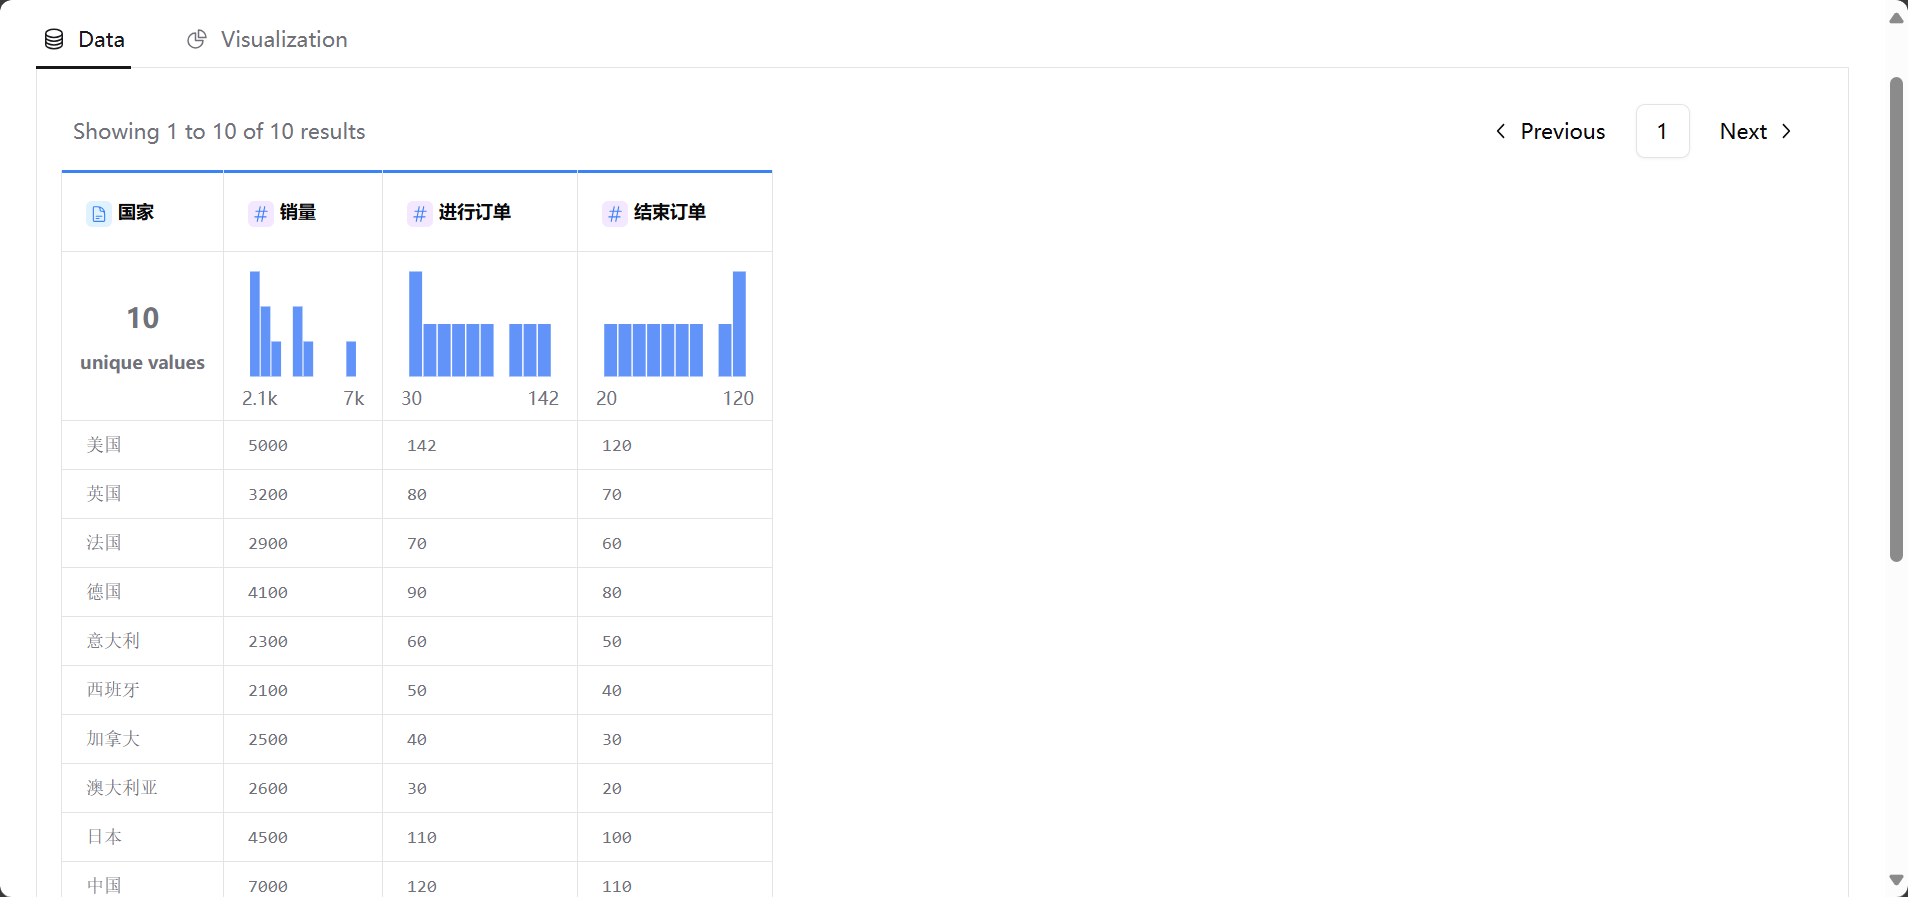 Data Visualization
Showing 1 to 10 of 10 results Previous 1 Next
国家 # 销量 # 进行订单 # 结束订单
10
unique values
2.1k 7k 30 142 20 120
美国 5000 142 120
英国 3200 80 70
法国 2900 70 60
德国 4100 90 80
意大利 2300 60 50
西班牙 2100 50 40
加拿大 2500 40 30
澳大利亚 2600 30 20
日本 4500 110 100
中国 7000 120 110